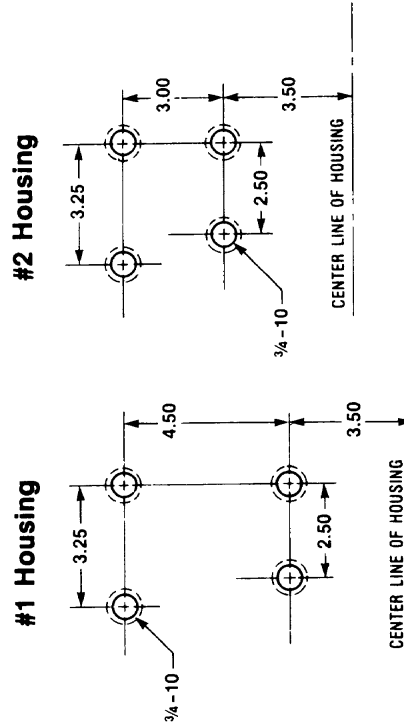 #1 Housing
3.25
4.50
¾-10
2.50
3.50
CENTER LINE OF HOUSING
#2 Housing
3.25
3.00
2.50
¾-10
3.50
CENTER LINE OF HOUSING